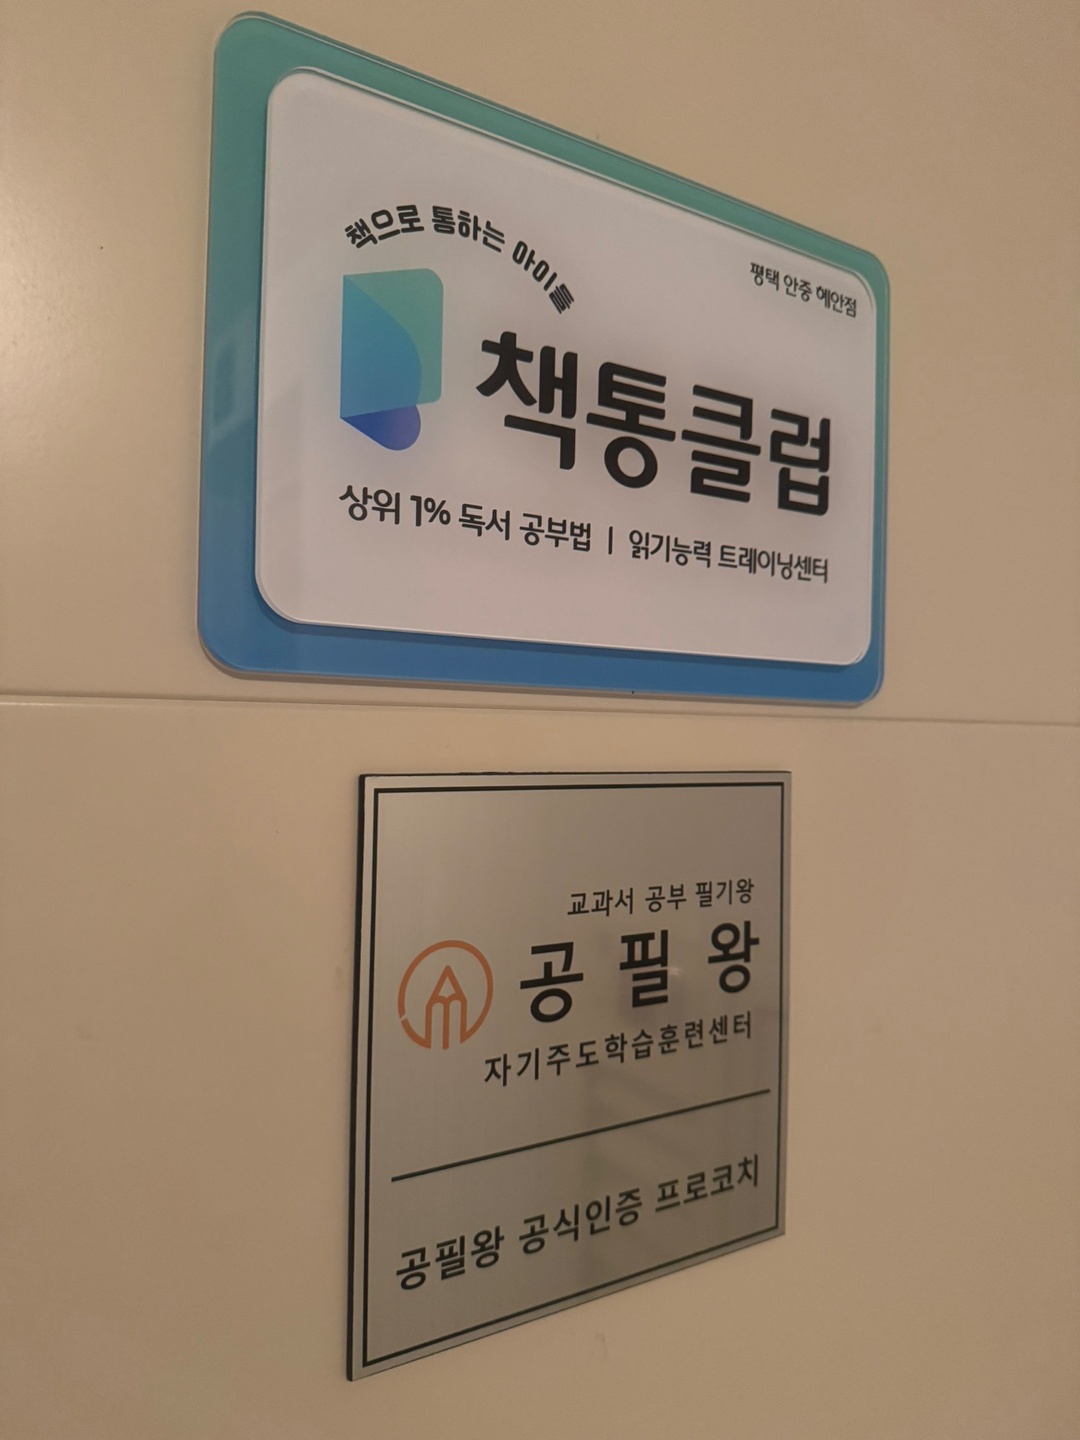 책으로 통하는 아이들
평택 안중 혜안점
책통클럽
상위 1% 독서 공부법 | 읽기능력 트레이닝센터
교과서 공부 필기왕
공필왕
자기주도학습훈련센터
공필왕 공식인증 프로코치